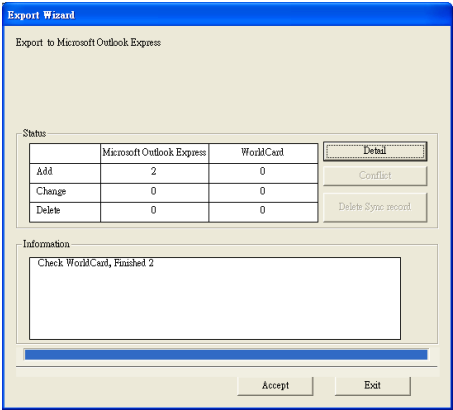 Export Wizard
Export to Microsoft Outlook Express
Status
Microsoft Outlook Express WorldCard
Add 2 0
Change 0 0
Delete 0 0
Detail
Conflict
Delete Sync record
Information
Check WorldCard, Finished 2
Accept Exit